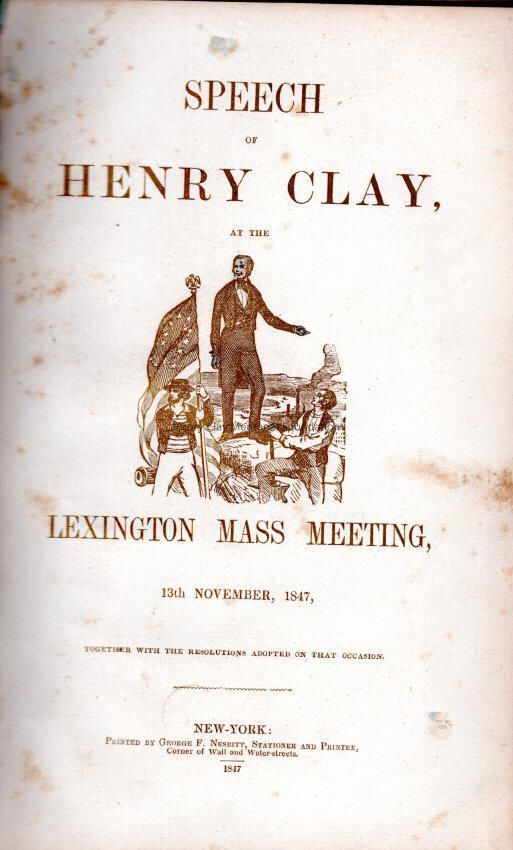 SPEECH
OF
HENRY CLAY,
AT THE
LEXINGTON MASS MEETING,
13th NOVEMBER, 1847,
TOGETHER WITH THE RESOLUTIONS ADOPTED ON THAT OCCASION.
NEW-YORK:
PRINTED BY GEORGE F. NESBITT, STATIONER AND PRINTER,
Corner of Wall and Water-streets.
1847